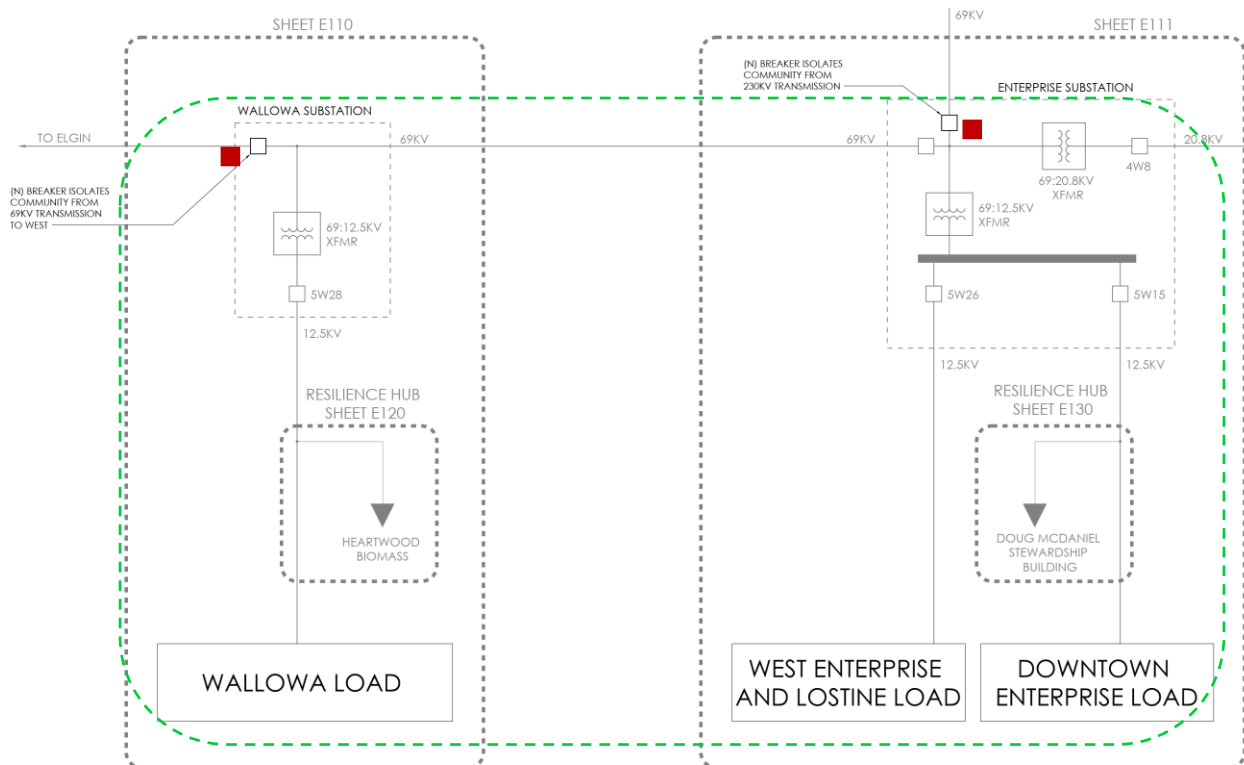 SHEET E110
SHEET E111
69KV
(N) BREAKER ISOLATES
COMMUNITY FROM
230KV TRANSMISSION
WALLOWA SUBSTATION
ENTERPRISE SUBSTATION
TO ELGIN
69KV
69KV
20.8KV
4W8
69:20.8KV
XFMR
(N) BREAKER ISOLATES
COMMUNITY FROM
69KV TRANSMISSION
TO WEST
69:12.5KV
XFMR
69:12.5KV
XFMR
5W28
5W26
5W15
12.5KV
12.5KV
12.5KV
RESILIENCE HUB
SHEET E120
RESILIENCE HUB
SHEET E130
HEARTWOOD
BIOMASS
DOUG MCDANIEL
STEWARDSHIP
BUILDING
WALLOWA LOAD
WEST ENTERPRISE
AND LOSTINE LOAD
DOWNTOWN
ENTERPRISE LOAD